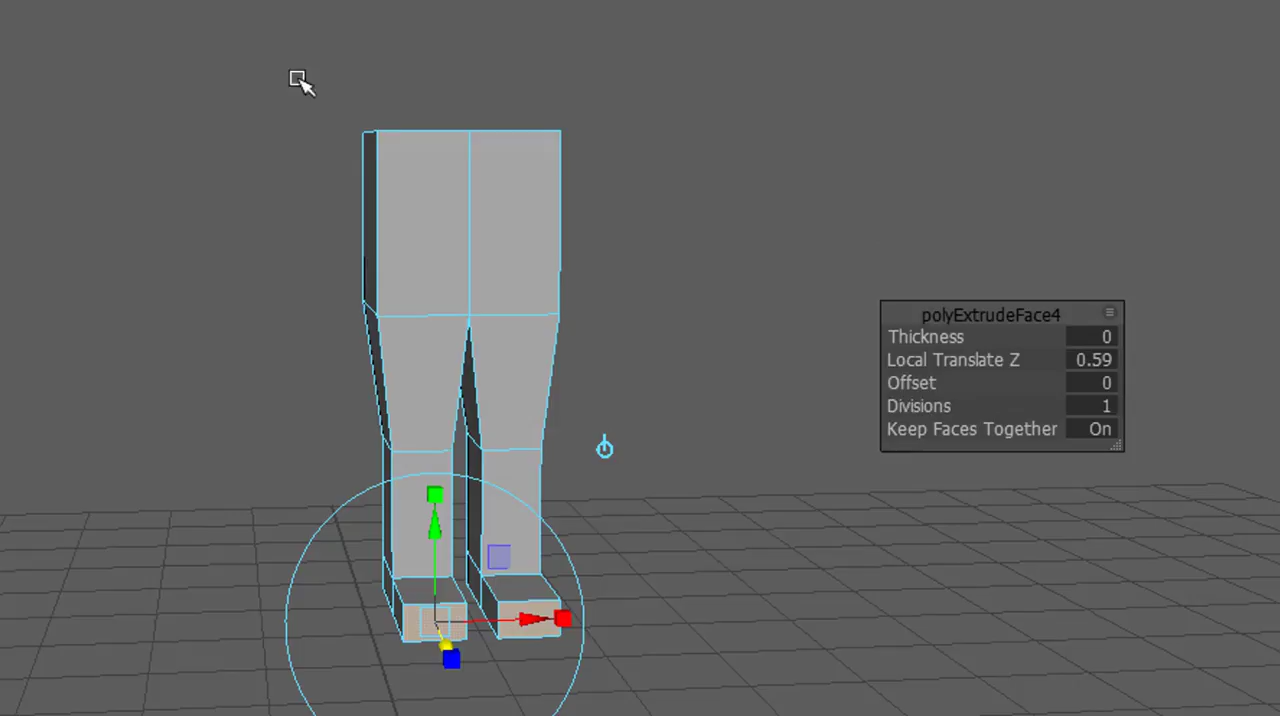 polyExtrudeFace4
Thickness 0
Local Translate Z 0.59
Offset 0
Divisions 1
Keep Faces Together On